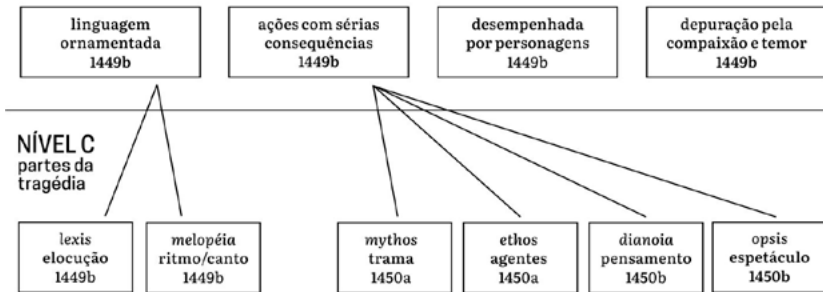 linguagem
ornamentada
1449b
ações com sérias
consequências
1449b
desempenhada
por personagens
1449b
depuração pela
compaixão e temor
1449b
NÍVEL C
partes da
tragédia
lexis
elocução
1449b
melopéia
ritmo/canto
1449b
mythos
trama
1450a
ethos
agentes
1450a
dianoia
pensamento
1450b
opsis
espetáculo
1450b